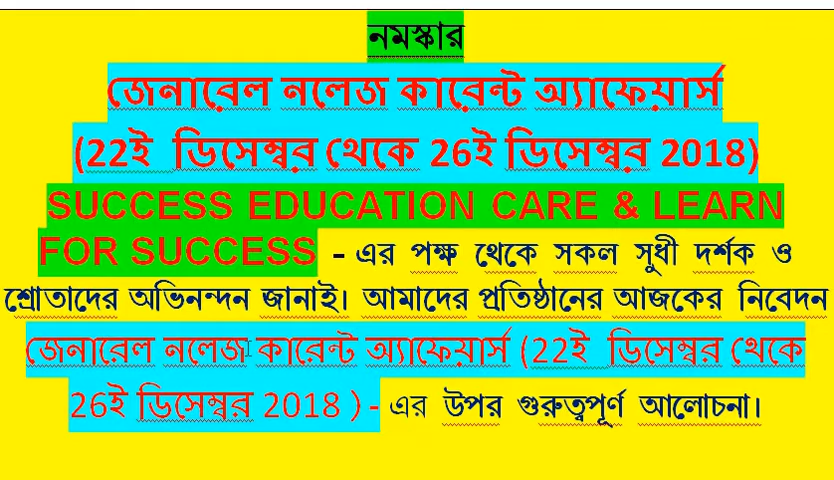 নমস্কার
জেনারেল নলেজ কারেন্ট অ্যাফেয়ার্স
(22ই ডিসেম্বর থেকে 26ই ডিসেম্বর 2018)
SUCCESS EDUCATION CARE & LEARN
FOR SUCCESS - এর পক্ষ থেকে সকল সুধী দর্শক ও
শ্রোতাদের অভিনন্দন জানাই। আমাদের প্রতিষ্ঠানের আজকের নিবেদন
জেনারেল নলেজ কারেন্ট অ্যাফেয়ার্স (22ই ডিসেম্বর থেকে
26ই ডিসেম্বর 2018 ) - এর উপর গুরুত্বপূর্ণ আলোচনা।